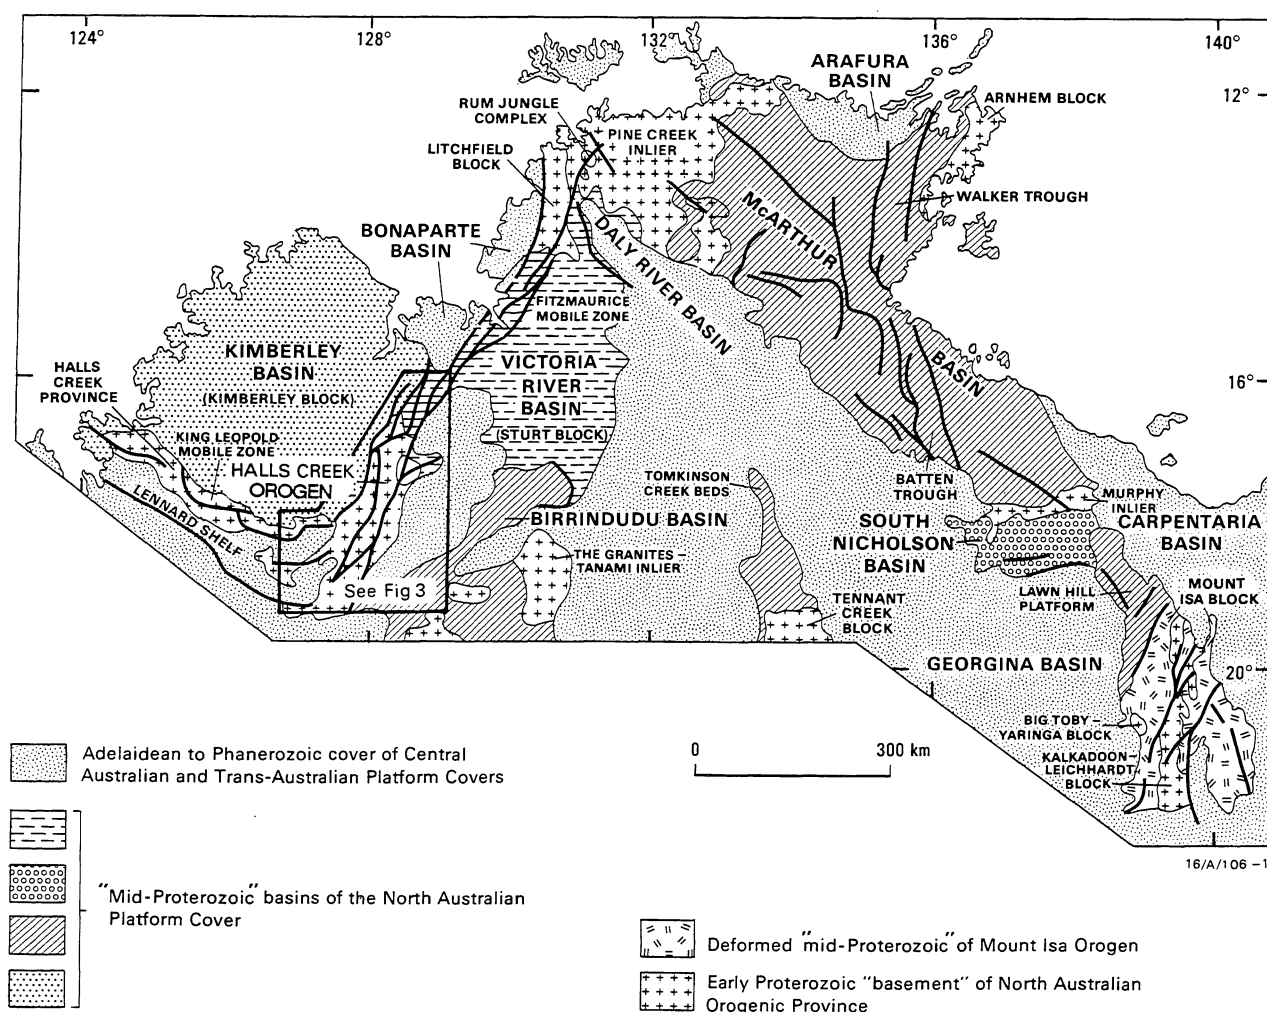 124°
128°
132°
136°
140°
ARAFURA
BASIN
12°
ARNHEM BLOCK
RUM JUNGLE
COMPLEX
PINE CREEK
INLIER
LITCHFIELD
BLOCK
WALKER TROUGH
McARTHUR
BONAPARTE
BASIN
DALY RIVER BASIN
FITZMAURICE
MOBILE ZONE
KIMBERLEY
BASIN
(KIMBERLEY BLOCK)
VICTORIA
RIVER
BASIN
(STURT BLOCK)
BASIN
16°
HALLS
CREEK
PROVINCE
KING LEOPOLD
MOBILE ZONE
HALLS CREEK
OROGEN
LENNARD SHELF
TOMKINSON
CREEK BEDS
BATTEN
TROUGH
MURPHY
INLIER
BIRRINDUDU BASIN
SOUTH
NICHOLSON
BASIN
CARPENTARIA
BASIN
THE GRANITES –
TANAMI INLIER
See Fig 3
LAWN HILL
PLATFORM
MOUNT
ISA BLOCK
TENNANT
CREEK
BLOCK
GEORGINA BASIN
20°
BIG TOBY –
YARINGA BLOCK
KALKADOON–
LEICHHARDT
BLOCK
0 300 km
16/A/106 –1
Adelaidean to Phanerozoic cover of Central
Australian and Trans-Australian Platform Covers
"Mid-Proterozoic" basins of the North Australian
Platform Cover
Deformed "mid-Proterozoic" of Mount Isa Orogen
Early Proterozoic "basement" of North Australian
Orogenic Province